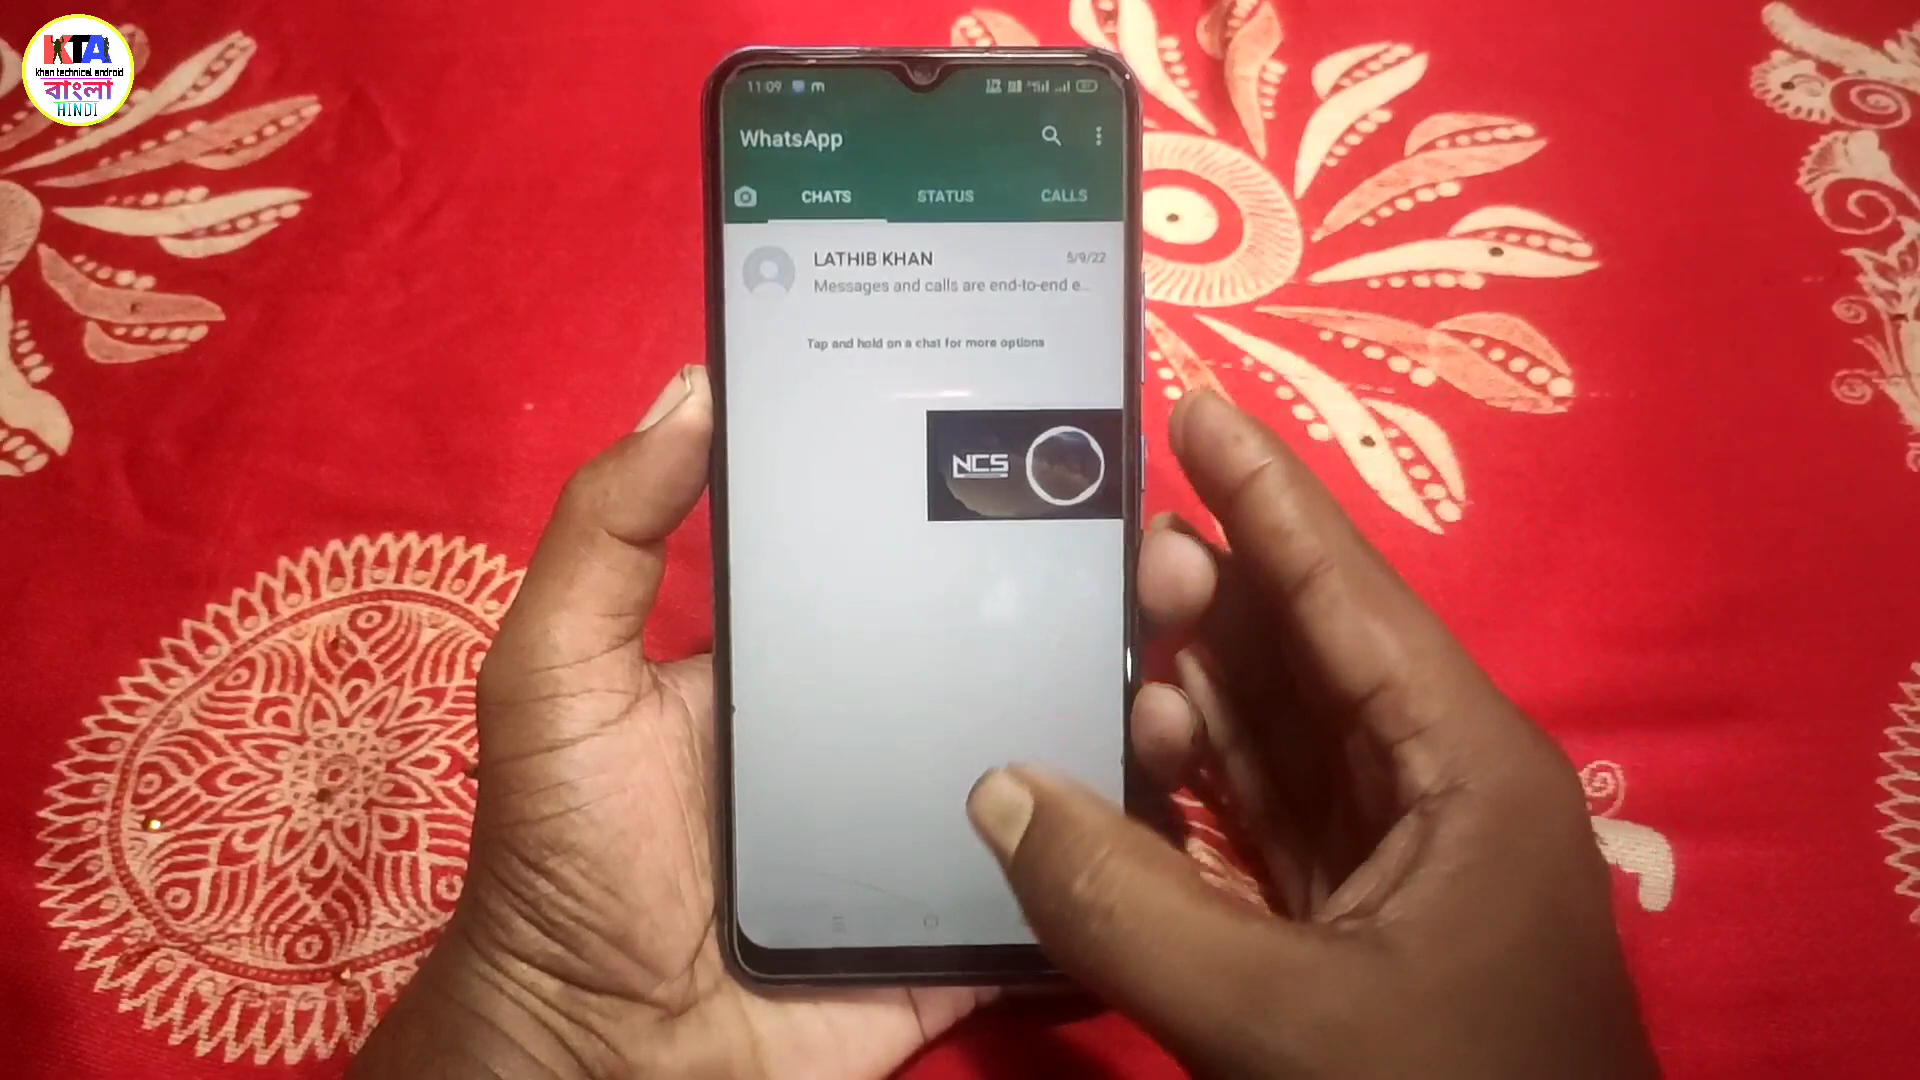 KTA
khan technical android
বাংলা
HINDI
11:09 m
WhatsApp
CHATS STATUS CALLS
LATHIB KHAN 5/9/22
Messages and calls are end-to-end e...
Tap and hold on a chat for more options
NCS